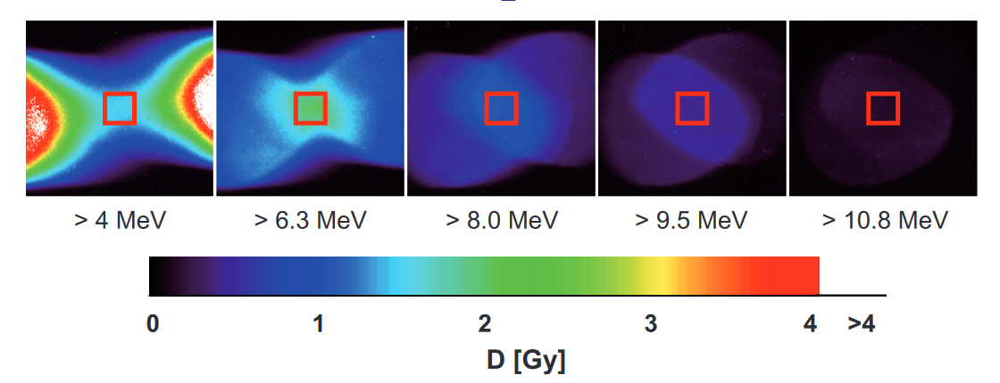 > 4 MeV > 6.3 MeV > 8.0 MeV > 9.5 MeV > 10.8 MeV
0 1 2 3 4 >4
D [Gy]